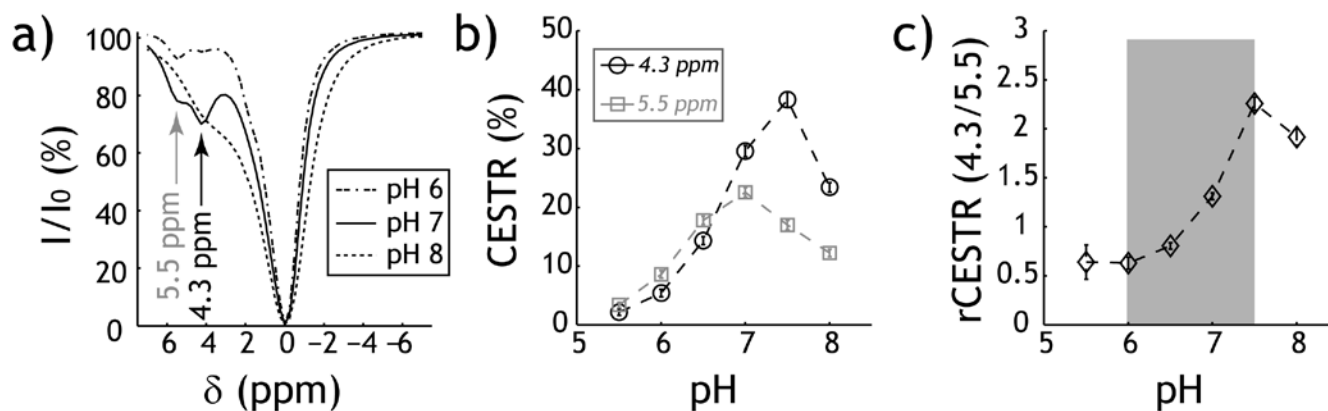 a)
I/I₀ (%)
100
80
60
40
20
0
5.5 ppm
4.3 ppm
pH 6
pH 7
pH 8
6 4 2 0 -2 -4 -6
δ (ppm)
b)
CESTR (%)
50
40
30
20
10
0
4.3 ppm
5.5 ppm
5 6 7 8
pH
c)
rCESTR (4.3/5.5)
3
2.5
2
1.5
1
0.5
0
5 6 7 8
pH